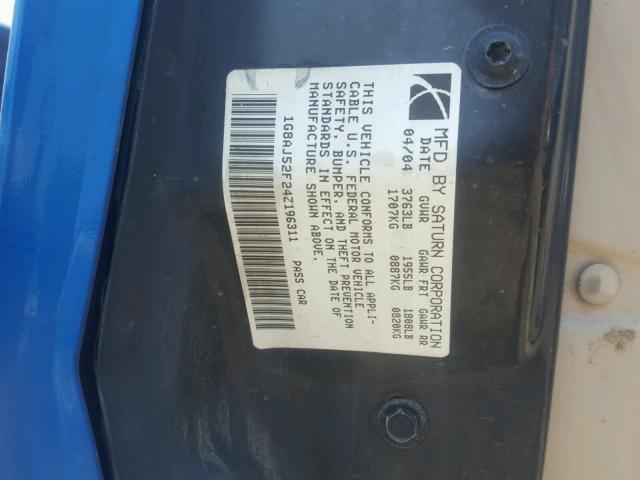 MFD BY SATURN CORPORATION
DATE GVWR GAWR FRT GAWR RR
04/04 3763LB 1955LB 1808LB
1707KG 0887KG 0820KG
THIS VEHICLE CONFORMS TO ALL APPLI-
CABLE U.S. FEDERAL MOTOR VEHICLE
SAFETY, BUMPER, AND THEFT PREVENTION
STANDARDS IN EFFECT ON THE DATE OF
MANUFACTURE SHOWN ABOVE.
1G8AJ52F24Z196311 PASS CAR